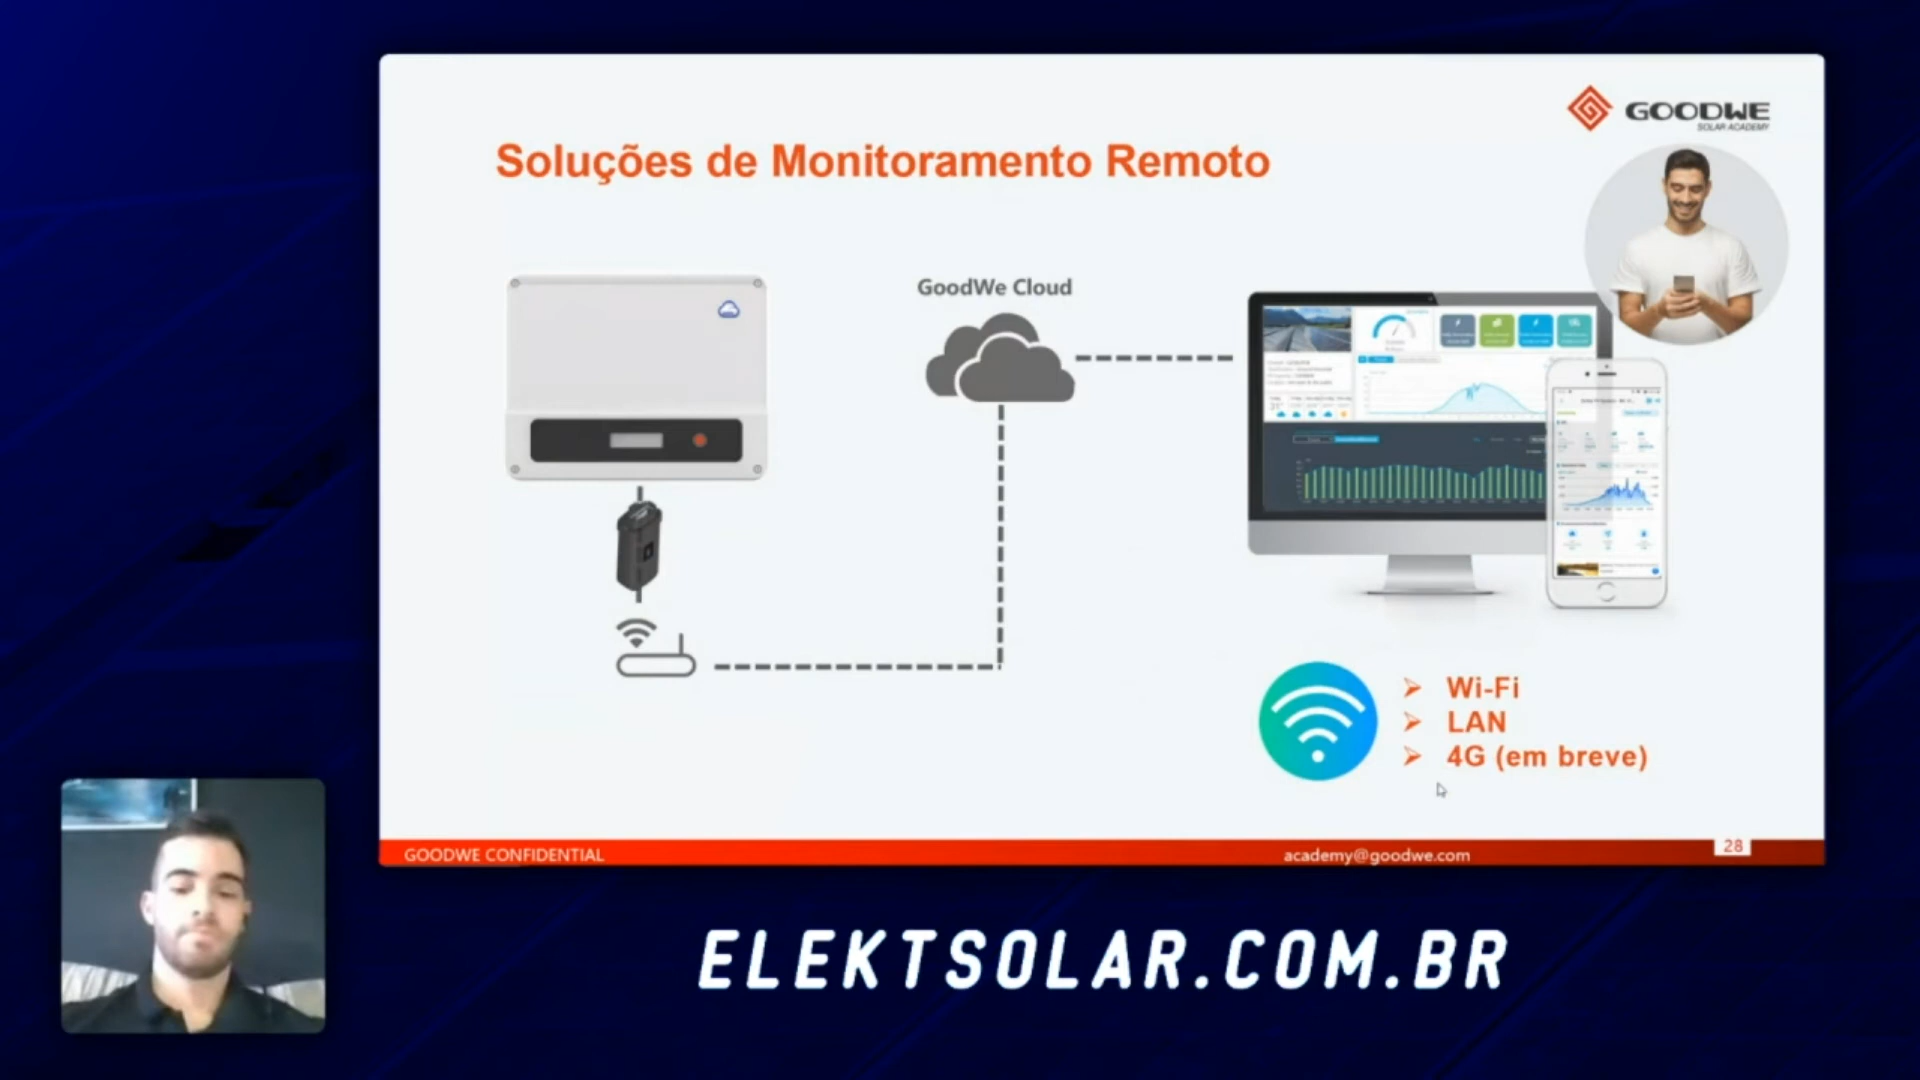 GOODWE
SOLAR ACADEMY
Soluções de Monitoramento Remoto
GoodWe Cloud
Wi-Fi
LAN
4G (em breve)
GOODWE CONFIDENTIAL
academy@goodwe.com
28
ELEKTSOLAR.COM.BR